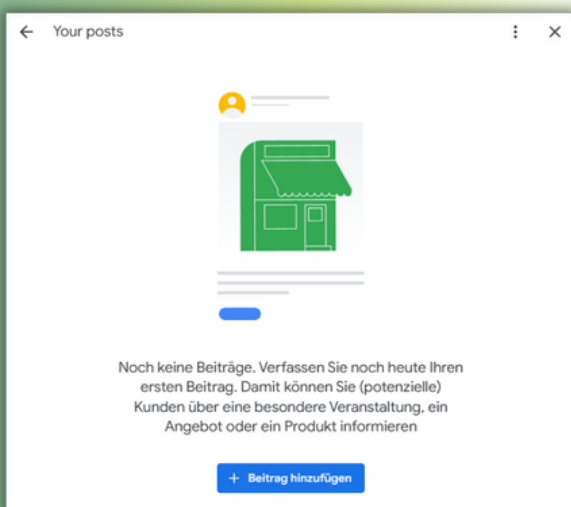 Your posts
Noch keine Beiträge. Verfassen Sie noch heute Ihren
ersten Beitrag. Damit können Sie (potenzielle)
Kunden über eine besondere Veranstaltung, ein
Angebot oder ein Produkt informieren
+ Beitrag hinzufügen